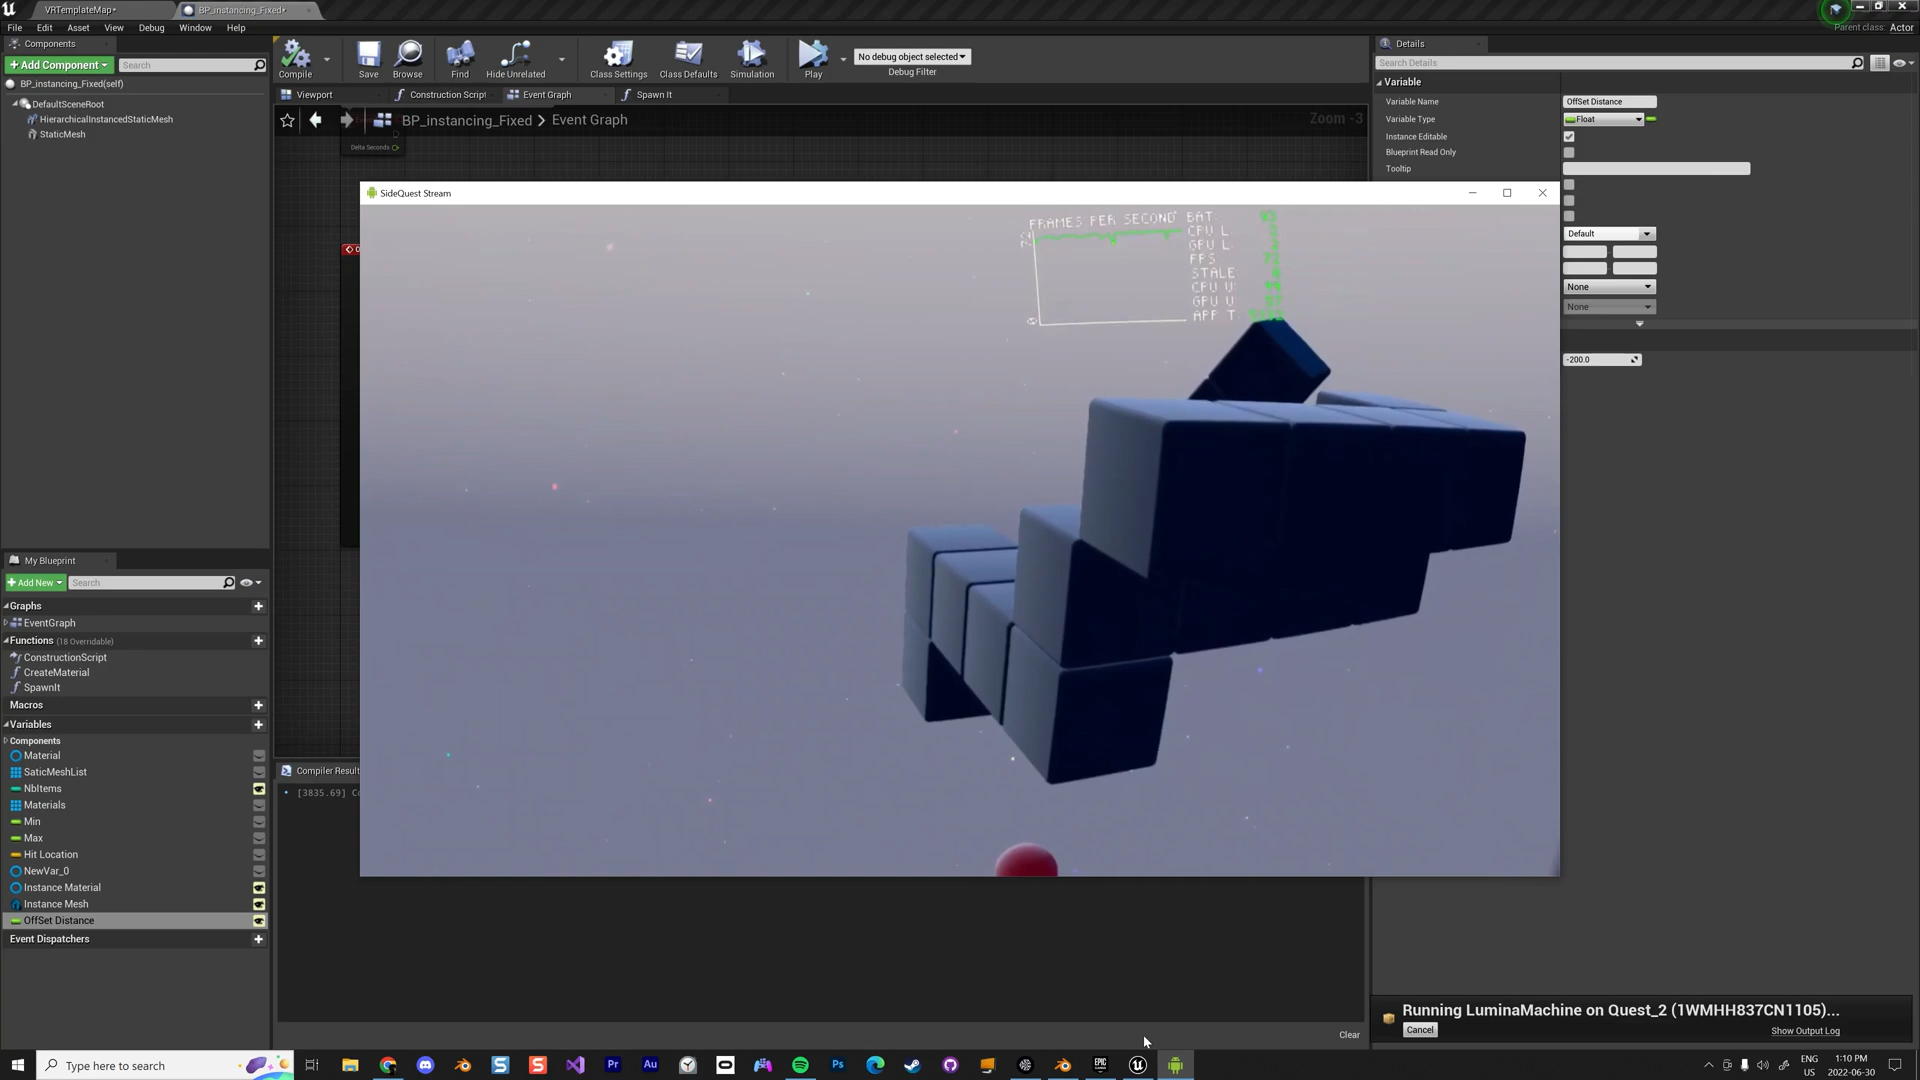 VRTemplateMap*
BP_instancing_Fixed*
File Edit Asset View Debug Window Help
Parent class: Actor
Components
Details
+ Add Component
Search
Search Details
BP_instancing_Fixed(self)
DefaultSceneRoot
HierarchicalInstancedStaticMesh
StaticMesh
Compile Save Browse Find Hide Unrelated Class Settings Class Defaults Simulation Play
No debug object selected
Debug Filter
Viewport Construction Script Event Graph Spawn It
BP_instancing_Fixed > Event Graph
Zoom -3
Delta Seconds
Variable
Variable Name OffSet Distance
Variable Type Float
Instance Editable
Blueprint Read Only
Tooltip
Default
None
None
-200.0
SideQuest Stream
FRAMES PER SECOND
BAT
CPU L
GPU L
FPS 72
STALE
CPU U
GPU U
APP T
My Blueprint
+ Add New
Search
Graphs
EventGraph
Functions (18 Overridable)
ConstructionScript
CreateMaterial
SpawnIt
Macros
Variables
Components
Material
SaticMeshList
NbItems
Materials
Min
Max
Hit Location
NewVar_0
Instance Material
Instance Mesh
OffSet Distance
Event Dispatchers
Compiler Result
[3835.69] Co
Clear
Running LuminaMachine on Quest_2 (1WMHH837CN1105)...
Cancel
Show Output Log
Type here to search
ENG
US
1:10 PM
2022-06-30